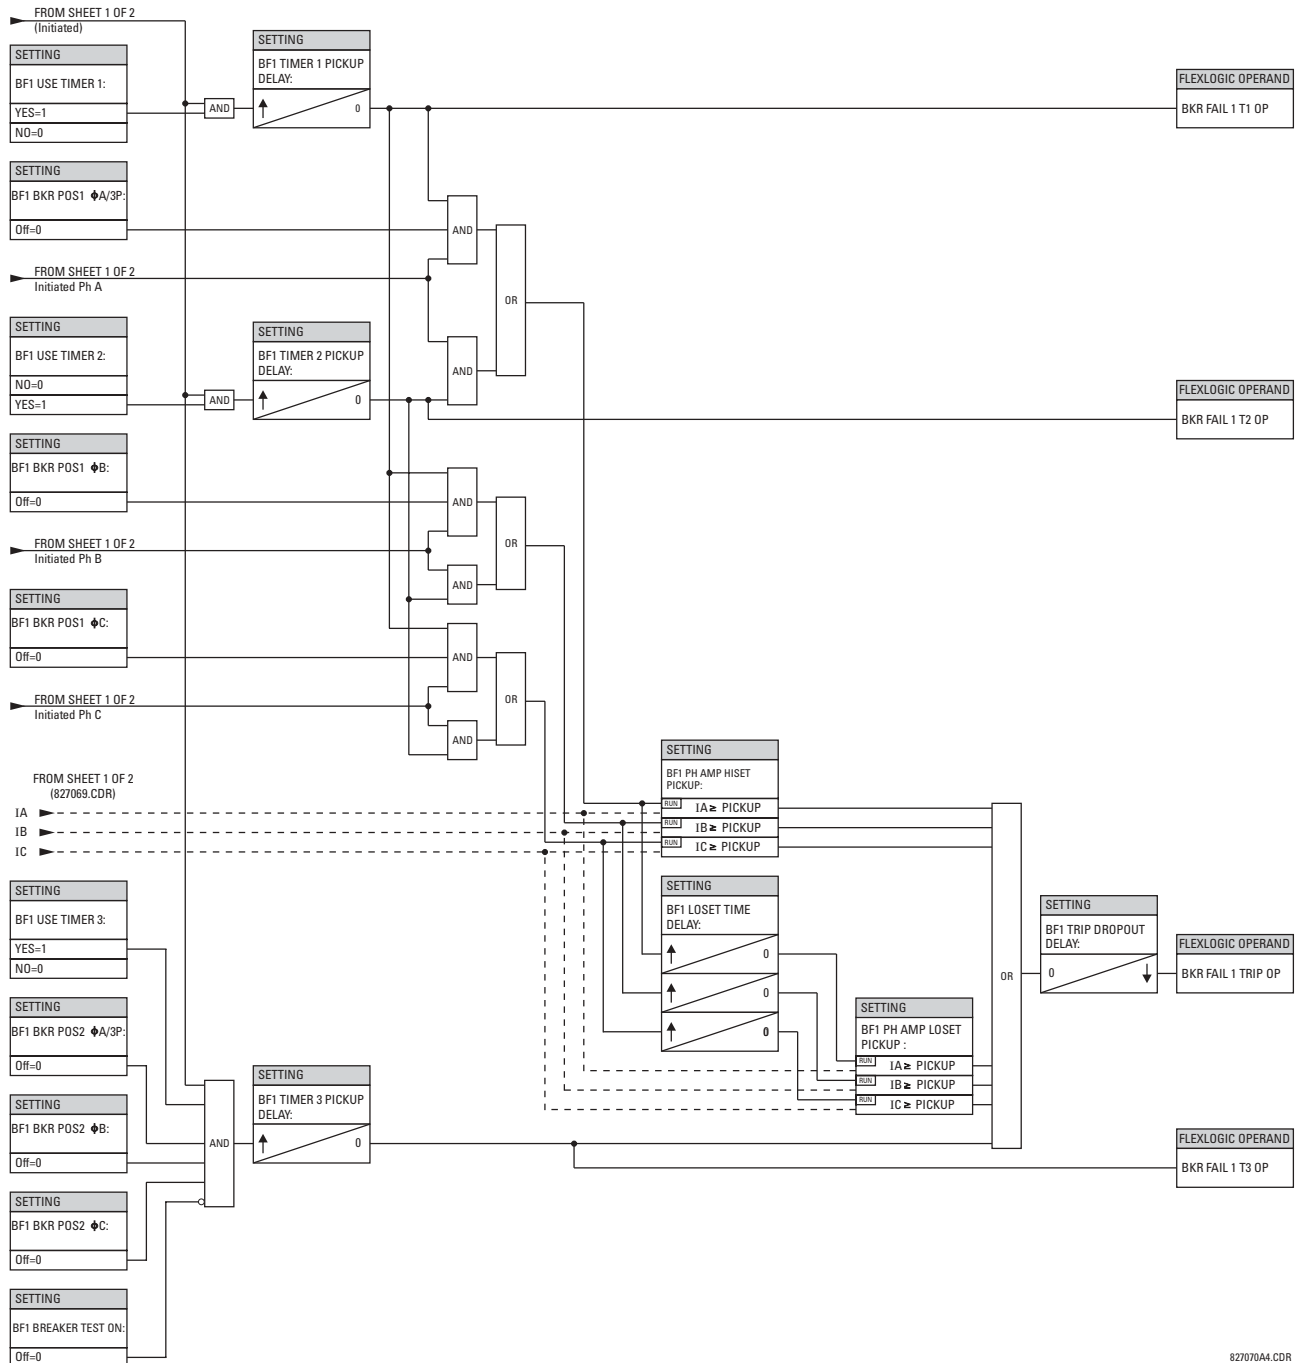 FROM SHEET 1 OF 2
(Initiated)
SETTING
BF1 USE TIMER 1:
YES=1
NO=0
AND
SETTING
BF1 TIMER 1 PICKUP
DELAY:
0
FLEXLOGIC OPERAND
BKR FAIL 1 T1 OP
SETTING
BF1 BKR POS1 ϕA/3P:
Off=0
AND
FROM SHEET 1 OF 2
Initiated Ph A
OR
SETTING
BF1 USE TIMER 2:
NO=0
YES=1
AND
SETTING
BF1 TIMER 2 PICKUP
DELAY:
0
AND
FLEXLOGIC OPERAND
BKR FAIL 1 T2 OP
SETTING
BF1 BKR POS1 ϕB:
Off=0
AND
OR
FROM SHEET 1 OF 2
Initiated Ph B
AND
SETTING
BF1 BKR POS1 ϕC:
Off=0
AND
OR
FROM SHEET 1 OF 2
Initiated Ph C
AND
FROM SHEET 1 OF 2
(827069.CDR)
IA
IB
IC
SETTING
BF1 PH AMP HISET
PICKUP:
RUN IA ≥ PICKUP
RUN IB ≥ PICKUP
RUN IC ≥ PICKUP
SETTING
BF1 USE TIMER 3:
YES=1
NO=0
SETTING
BF1 LOSET TIME
DELAY:
0
0
0
OR
SETTING
BF1 TRIP DROPOUT
DELAY:
0
FLEXLOGIC OPERAND
BKR FAIL 1 TRIP OP
SETTING
BF1 BKR POS2 ϕA/3P:
Off=0
SETTING
BF1 PH AMP LOSET
PICKUP :
RUN IA ≥ PICKUP
RUN IB ≥ PICKUP
RUN IC ≥ PICKUP
SETTING
BF1 BKR POS2 ϕB:
Off=0
AND
SETTING
BF1 TIMER 3 PICKUP
DELAY:
0
FLEXLOGIC OPERAND
BKR FAIL 1 T3 OP
SETTING
BF1 BKR POS2 ϕC:
Off=0
SETTING
BF1 BREAKER TEST ON:
Off=0
827070A4.CDR